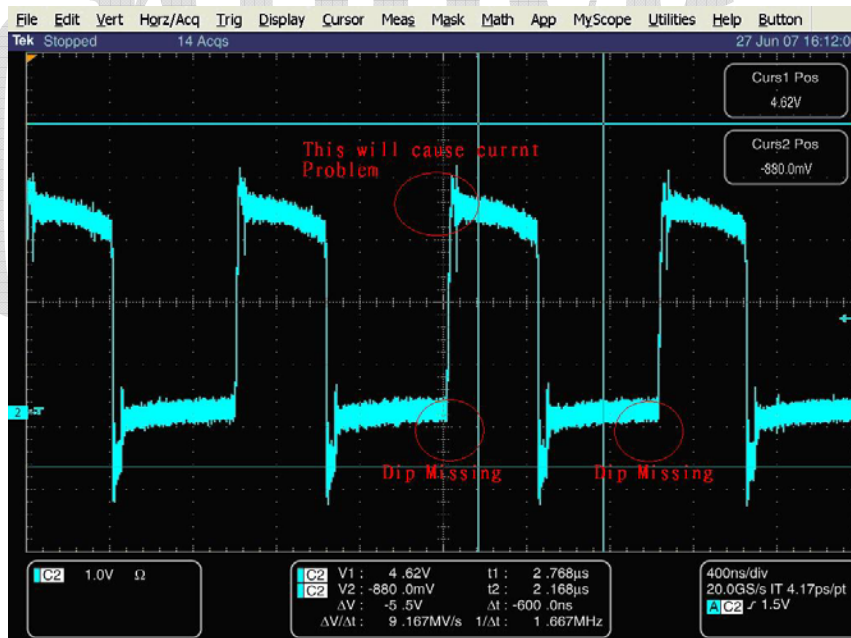 File Edit Vert Horz/Acq Trig Display Cursor Meas Mask Math App MyScope Utilities Help Button
Tek Stopped 14 Acqs 27 Jun 07 16:12:0
Curs1 Pos
4.62V
Curs2 Pos
-880.0mV
This will cause currnt
Problem
2
Dip Missing Dip Missing
C2 1.0V Ω
C2 V1: 4.62V t1: 2.768µs
C2 V2: -880.0mV t2: 2.168µs
ΔV: -5.5V Δt: -600.0ns
ΔV/Δt: 9.167MV/s 1/Δt: 1.667MHz
400ns/div
20.0GS/s IT 4.17ps/pt
A C2 ∫ 1.5V